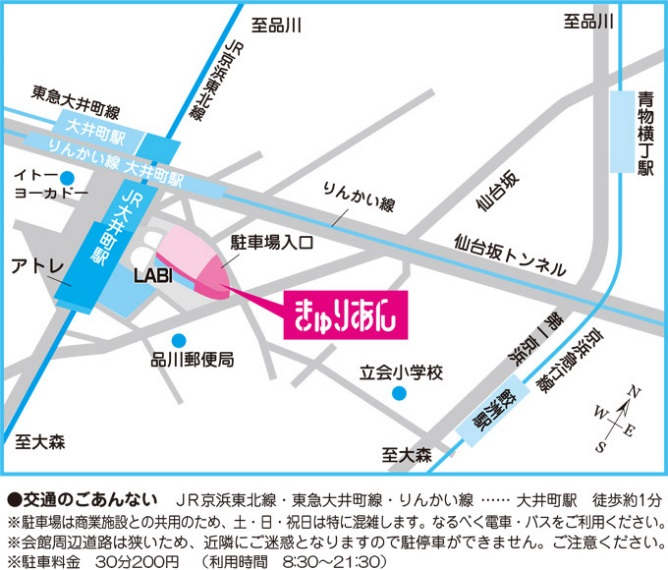 至品川
至品川
JR京浜東北線
東急大井町線
大井町駅
りんかい線 大井町駅
青物横丁駅
イトー
ヨーカドー
JR大井町駅
りんかい線
仙台坂
駐車場入口
仙台坂トンネル
アトレ
LABI
きゅりあん
第一京浜
京浜急行線
品川郵便局
立会小学校
鮫洲駅
N
W
E
S
至大森
至大森
●交通のごあんない JR京浜東北線・東急大井町線・りんかい線 …… 大井町駅 徒歩約1分
※駐車場は商業施設との共用のため、土・日・祝日は特に混雑します。なるべく電車・バスをご利用ください。
※会館周辺道路は狭いため、近隣にご迷惑となりますので駐停車ができません。ご注意ください。
※駐車料金 30分200円 （利用時間 8:30～21:30）